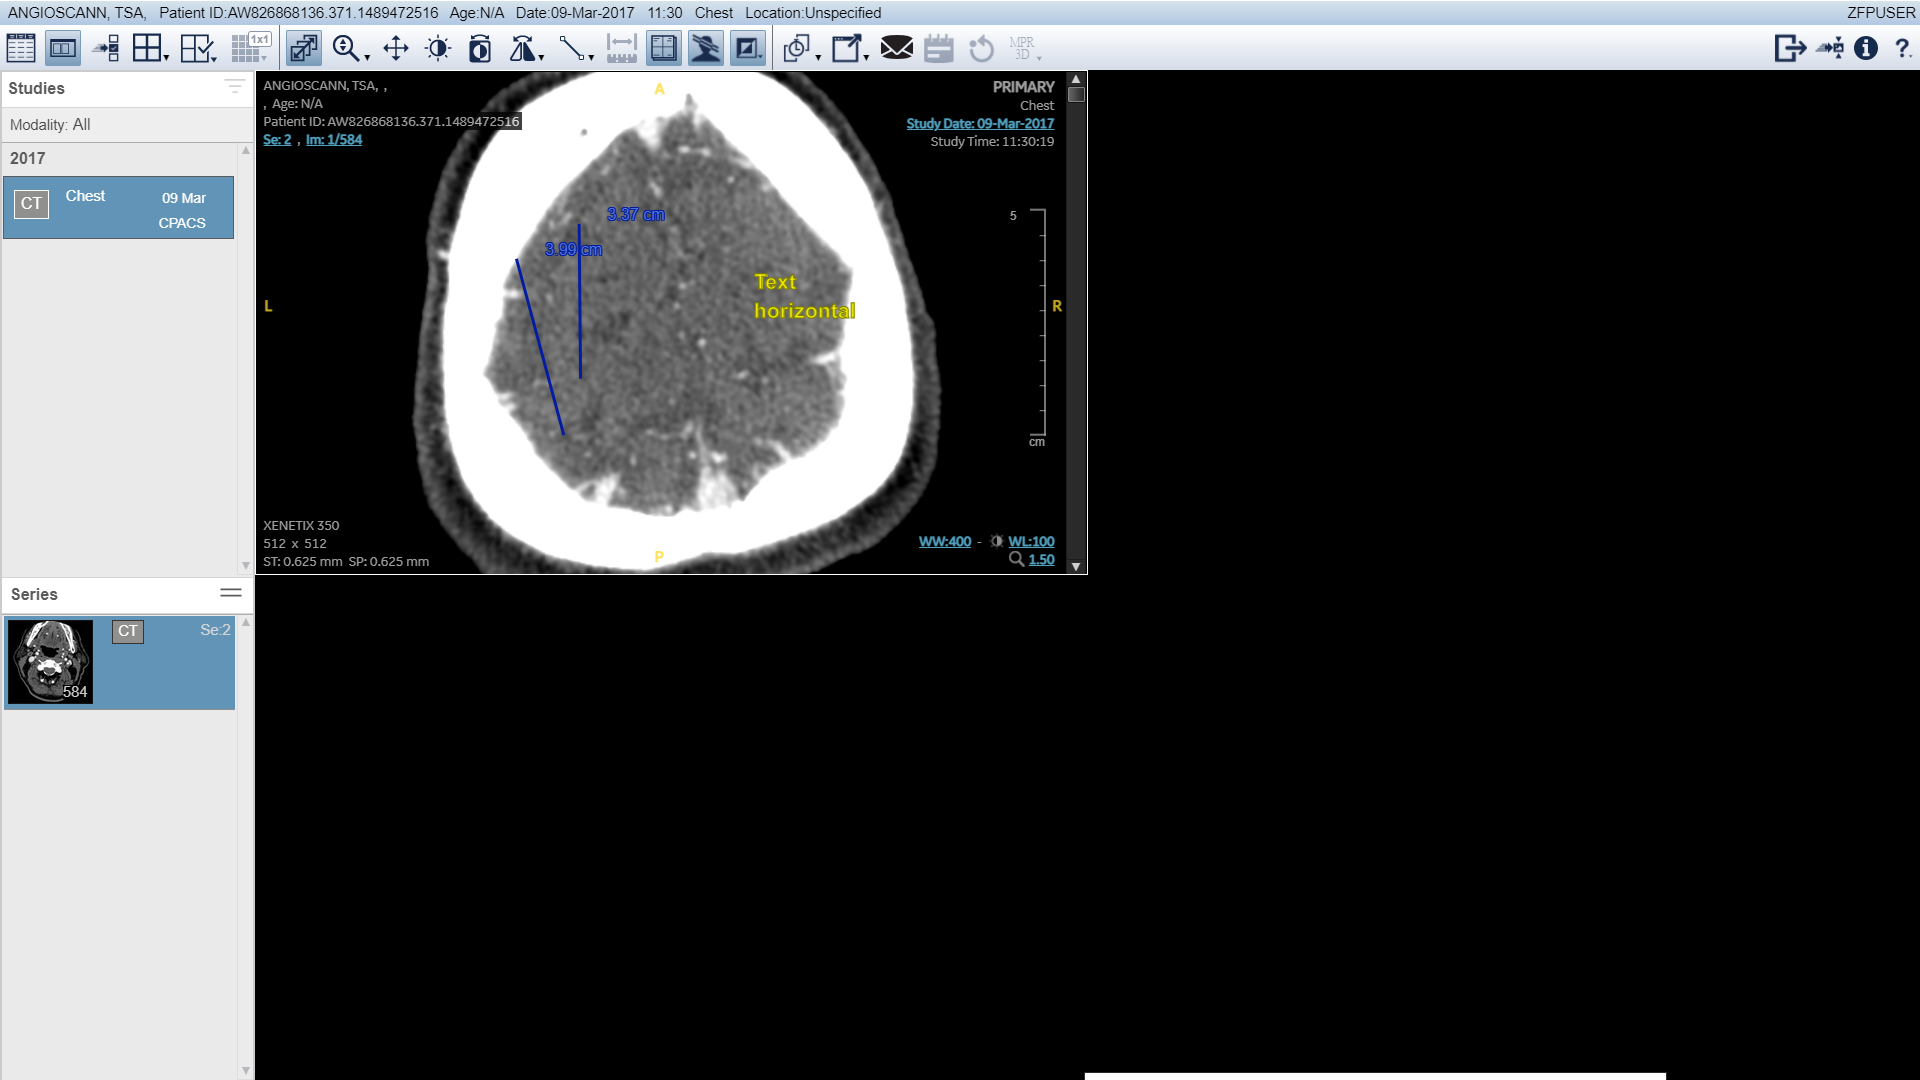 ANGIOSCANN, TSA, Patient ID:AW826868136.371.1489472516 Age:N/A Date:09-Mar-2017 11:30 Chest Location:Unspecified ZFPUSER
1x1
MPR
3D
?
Studies
Modality: All
2017
CT Chest 09 Mar
CPACS
Series
CT Se:2
584
ANGIOSCANN, TSA, ,
, Age: N/A
Patient ID: AW826868136.371.1489472516
Se: 2 , Im: 1/584
PRIMARY
Chest
Study Date: 09-Mar-2017
Study Time: 11:30:19
A
3.37 cm
3.99 cm
Text
horizontal
L
R
5
cm
P
XENETIX 350
512 x 512
ST: 0.625 mm SP: 0.625 mm
WW:400 - WL:100
1.50